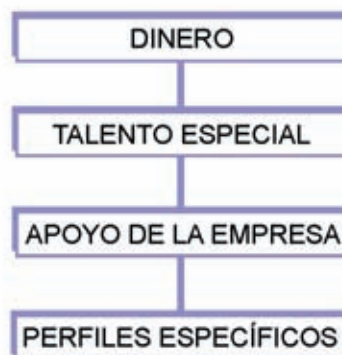 DINERO
TALENTO ESPECIAL
APOYO DE LA EMPRESA
PERFILES ESPECÍFICOS